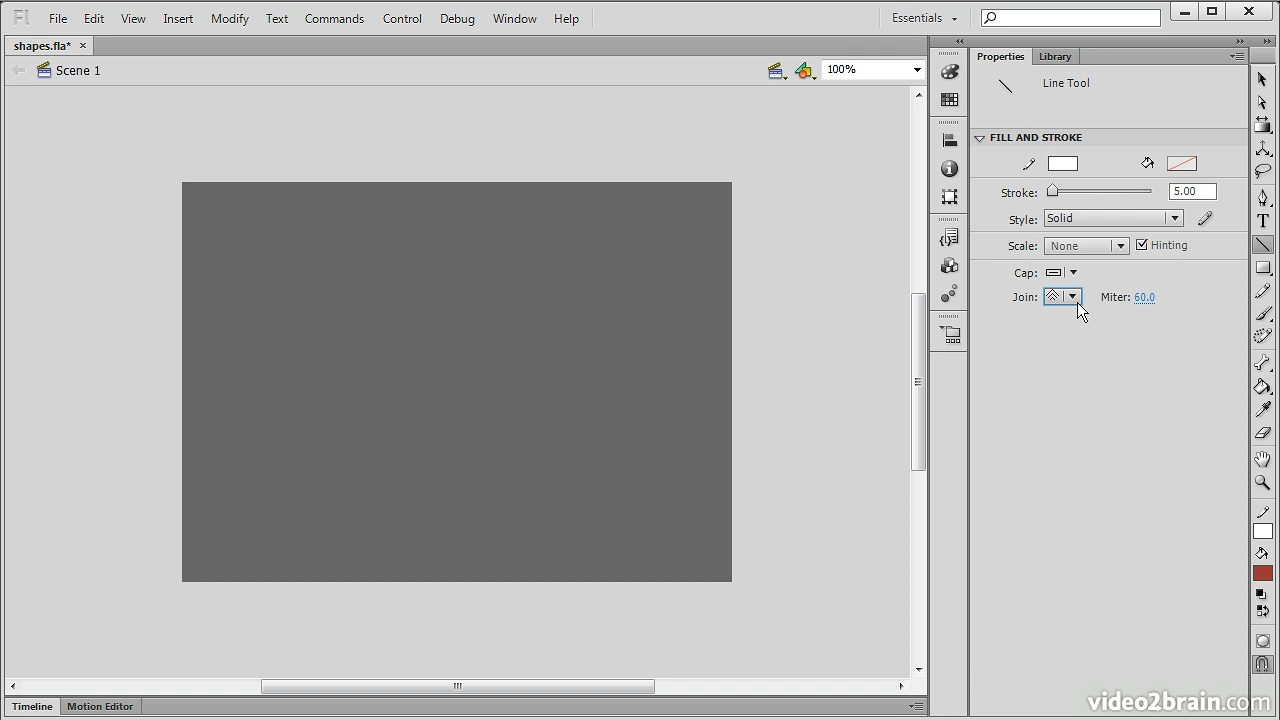 Fl File Edit View Insert Modify Text Commands Control Debug Window Help Essentials
shapes.fla* ×
Properties Library
Scene 1 100%
Line Tool
FILL AND STROKE
Stroke: 5.00
Style: Solid
Scale: None Hinting
Cap:
Join: Miter: 60.0
T
Timeline Motion Editor
video2brain.com